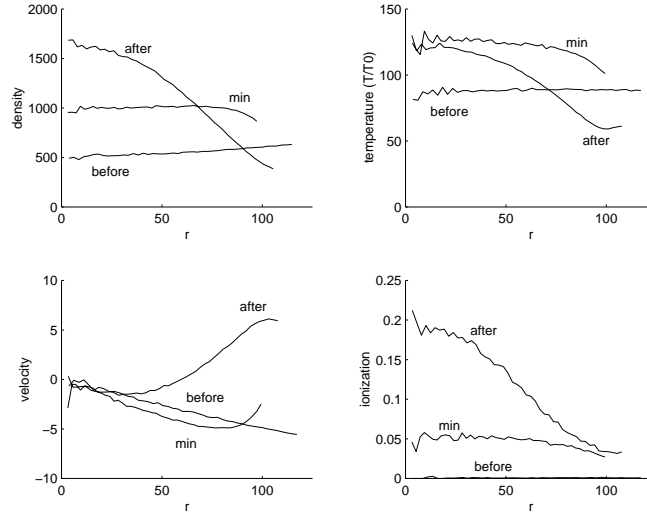 2000
1500
1000
500
0
density
after
min
before
0
50
100
r
150
100
50
0
temperature (T/T0)
min
before
after
0
50
100
r
10
5
0
−5
−10
velocity
after
before
min
0
50
100
r
0.25
0.2
0.15
0.1
0.05
0
ionization
after
min
before
0
50
100
r